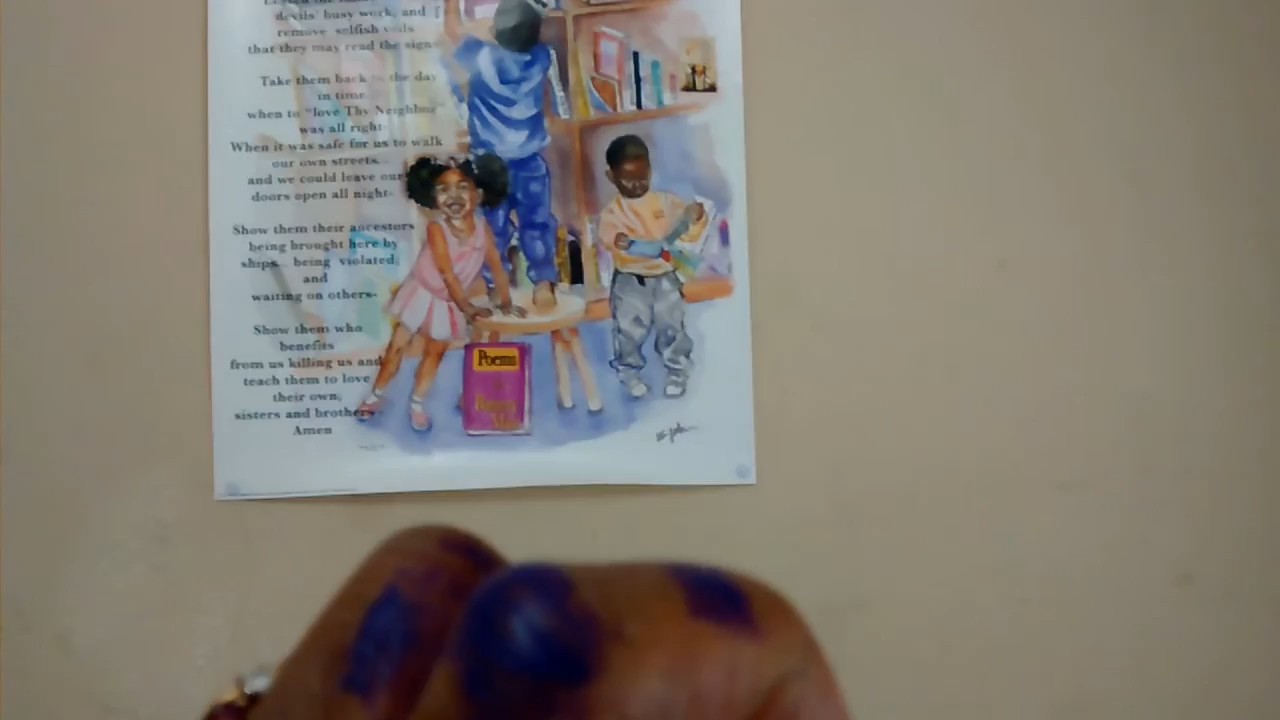 devils' busy work, and
remove selfish veils
that they may read the signs
Take them back to the day
in time
when to "love Thy Neighbor"
was all right-
When it was safe for us to walk
our own streets.
and we could leave our
doors open all night-
Show them their ancestors
being brought here by
ships... being violated,
and
waiting on others-
Show them who
benefits
from us killing us and
teach them to love
their own,
sisters and brothers-
Amen
Poems